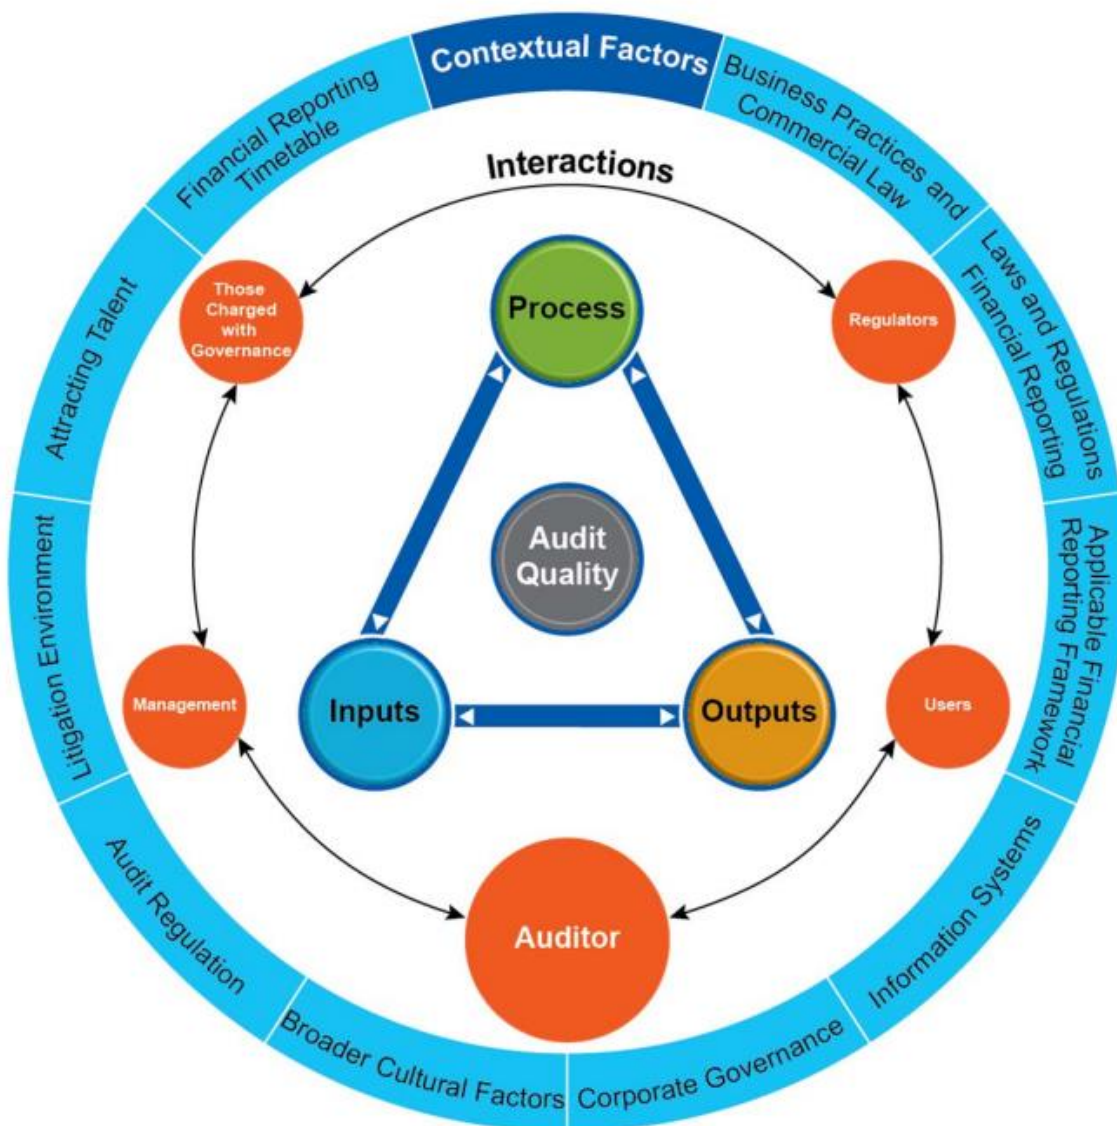 Contextual Factors
Business Practices and
Commercial Law
Laws and Regulations
Financial Reporting
Applicable Financial
Reporting Framework
Information Systems
Corporate Governance
Broader Cultural Factors
Audit Regulation
Litigation Environment
Attracting Talent
Financial Reporting
Timetable
Interactions
Those
Charged
with
Governance
Process
Regulators
Audit
Quality
Management
Inputs
Outputs
Users
Auditor